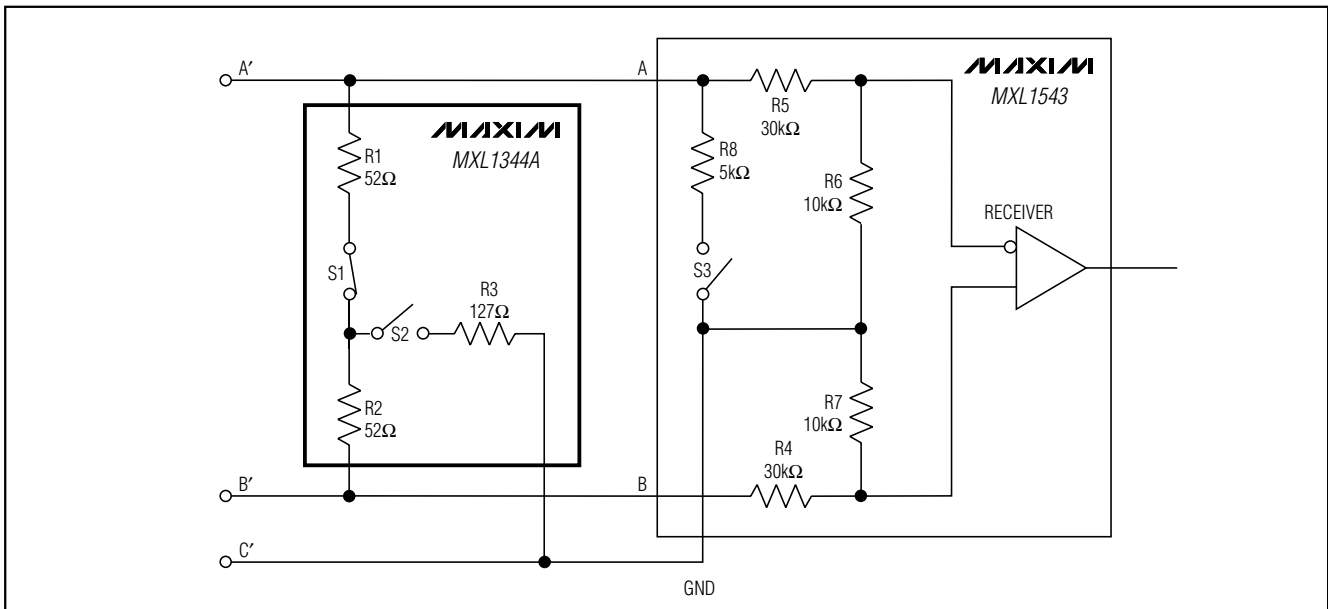 A′
A
MAXIM
MXL1543
R5
30kΩ
MAXIM
MXL1344A
R1
52Ω
R8
5kΩ
R6
10kΩ
RECEIVER
S1
S3
R3
127Ω
S2
R2
52Ω
R7
10kΩ
R4
30kΩ
B′
B
C′
GND